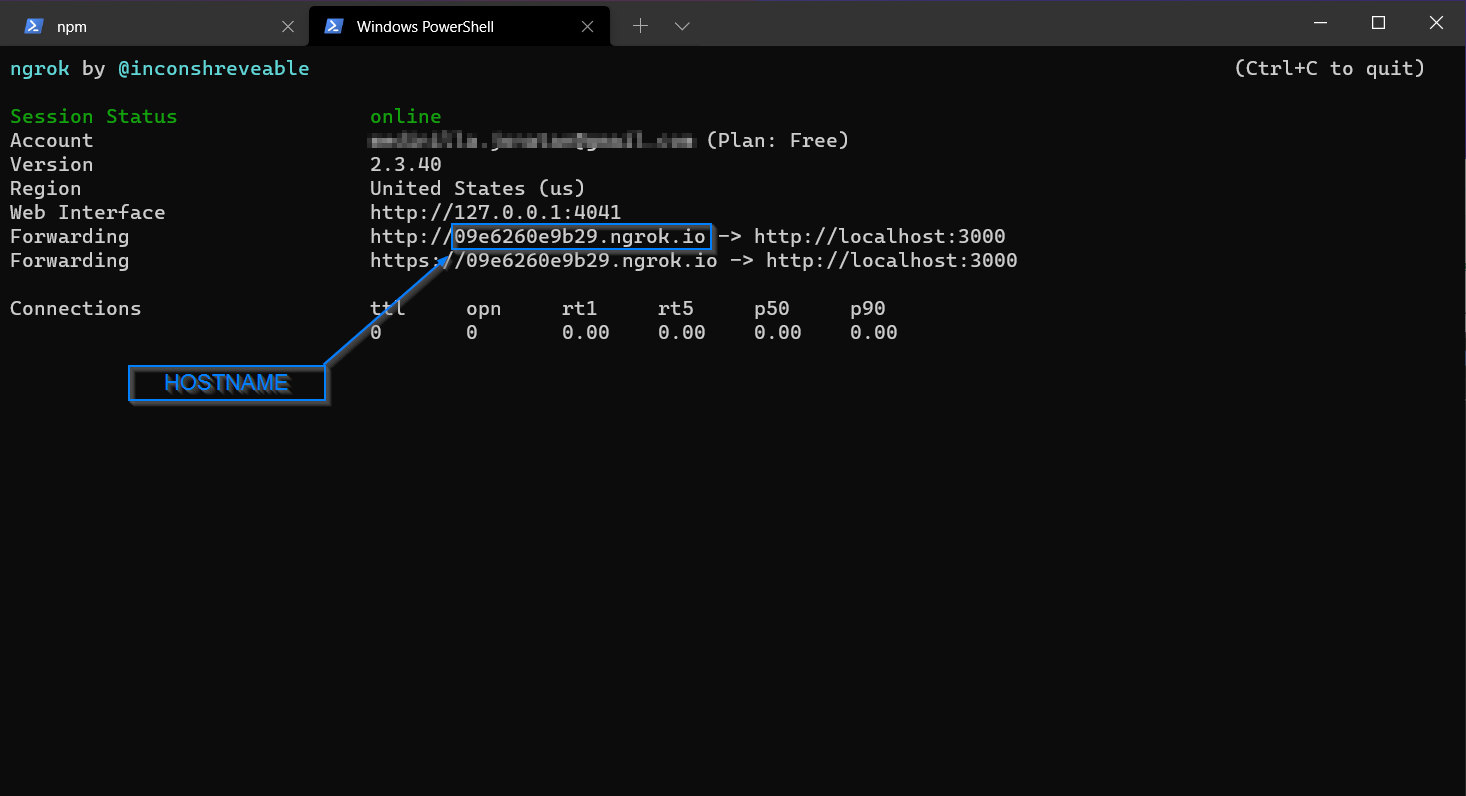 npm
Windows PowerShell
ngrok by @inconshreveable (Ctrl+C to quit)
Session Status online
Account (Plan: Free)
Version 2.3.40
Region United States (us)
Web Interface http://127.0.0.1:4041
Forwarding http://09e6260e9b29.ngrok.io -> http://localhost:3000
Forwarding https://09e6260e9b29.ngrok.io -> http://localhost:3000
Connections ttl opn rt1 rt5 p50 p90
0 0 0.00 0.00 0.00 0.00
HOSTNAME